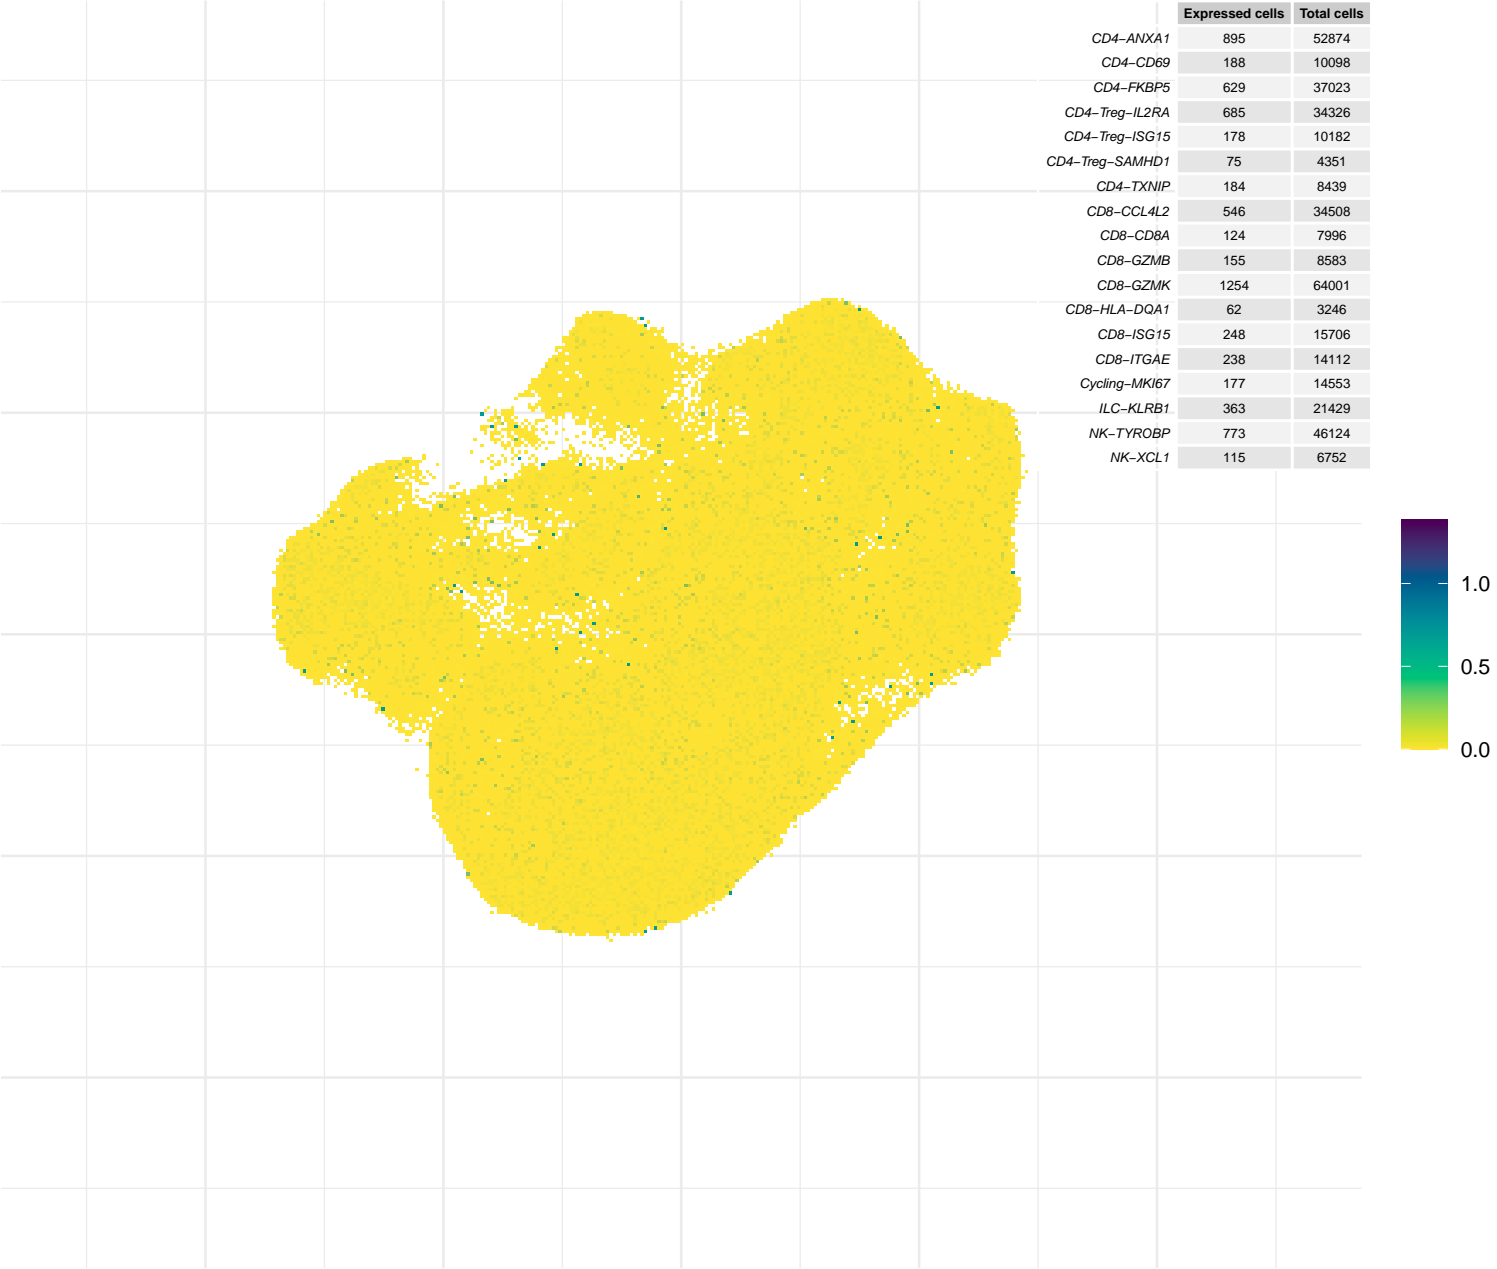 Expressed cells Total cells
CD4−ANXA1 895 52874
CD4−CD69 188 10098
CD4−FKBP5 629 37023
CD4−Treg−IL2RA 685 34326
CD4−Treg−ISG15 178 10182
CD4−Treg−SAMHD1 75 4351
CD4−TXNIP 184 8439
CD8−CCL4L2 546 34508
CD8−CD8A 124 7996
CD8−GZMB 155 8583
CD8−GZMK 1254 64001
CD8−HLA−DQA1 62 3246
CD8−ISG15 248 15706
CD8−ITGAE 238 14112
Cycling−MKI67 177 14553
ILC−KLRB1 363 21429
NK−TYROBP 773 46124
NK−XCL1 115 6752
1.0
0.5
0.0